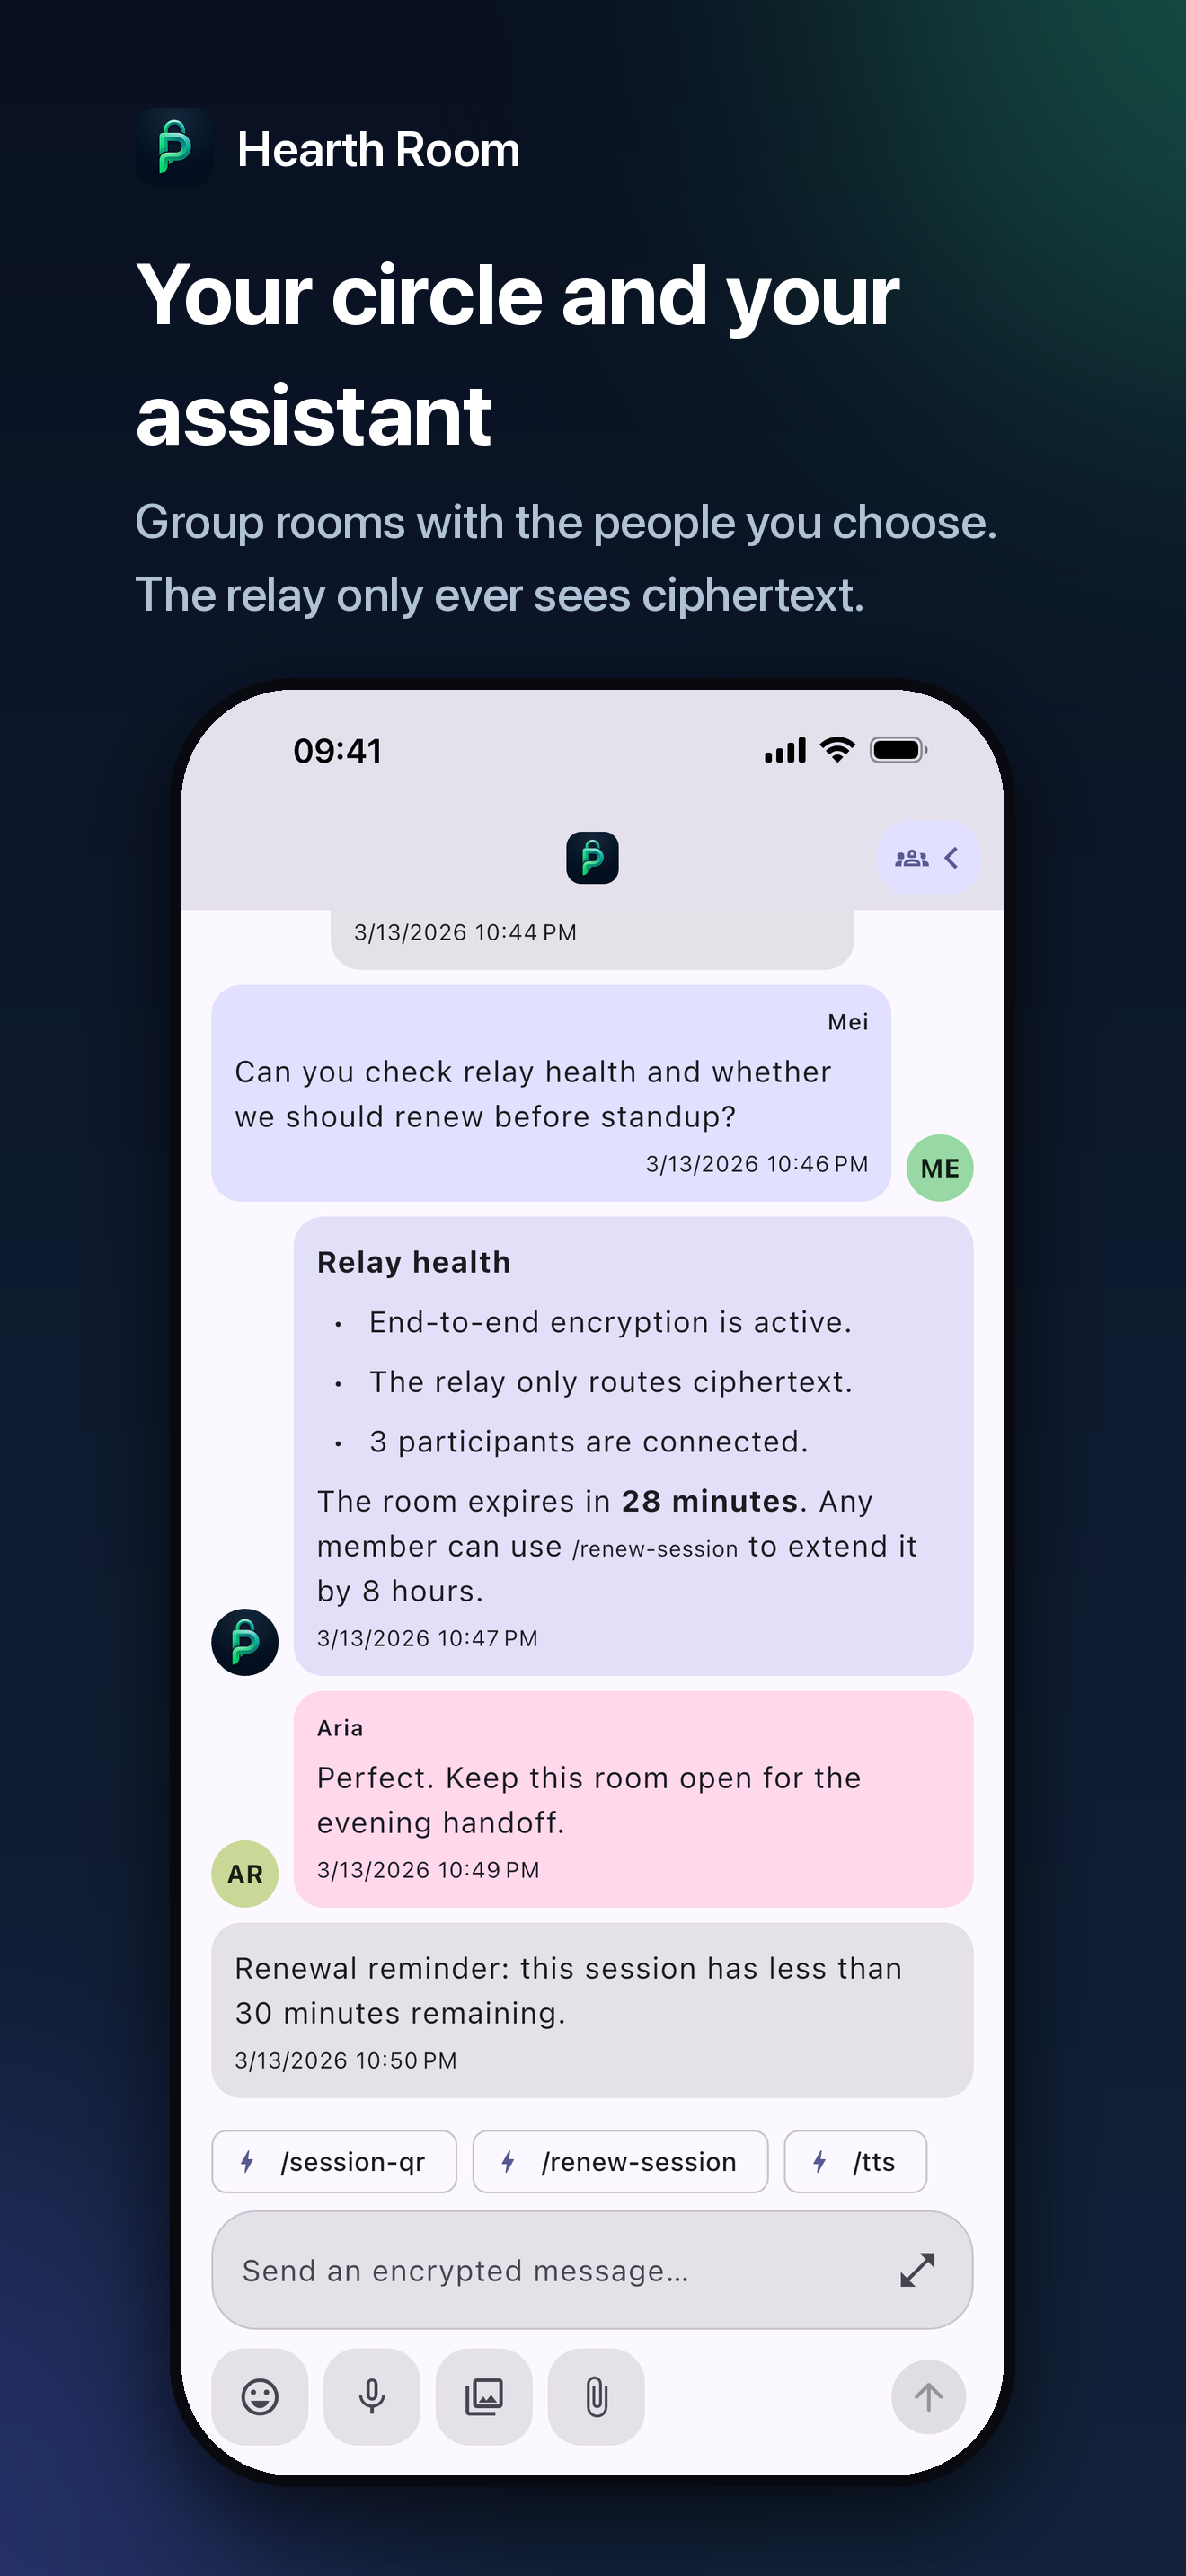 Hearth Room
Your circle and your
assistant
Group rooms with the people you choose.
The relay only ever sees ciphertext.
09:41
3/13/2026 10:44 PM
Mei
Can you check relay health and whether
we should renew before standup?
3/13/2026 10:46 PM
ME
Relay health
• End-to-end encryption is active.
• The relay only routes ciphertext.
• 3 participants are connected.
The room expires in 28 minutes. Any
member can use /renew-session to extend it
by 8 hours.
3/13/2026 10:47 PM
Aria
Perfect. Keep this room open for the
evening handoff.
3/13/2026 10:49 PM
AR
Renewal reminder: this session has less than
30 minutes remaining.
3/13/2026 10:50 PM
/session-qr /renew-session /tts
Send an encrypted message...